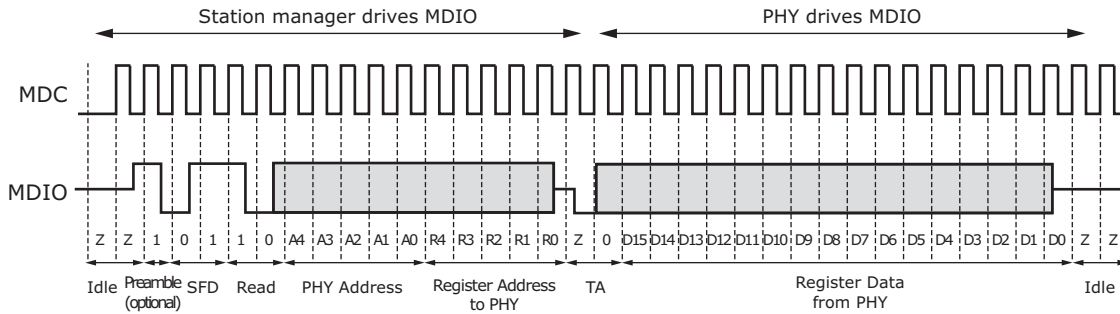 Station manager drives MDIO PHY drives MDIO
MDC
MDIO
Z Z 1 0 1 1 0 A4 A3 A2 A1 A0 R4 R3 R2 R1 R0 Z 0 D15 D14 D13 D12 D11 D10 D9 D8 D7 D6 D5 D4 D3 D2 D1 D0 Z Z
Idle Preamble (optional) SFD Read PHY Address Register Address to PHY TA Register Data from PHY Idle